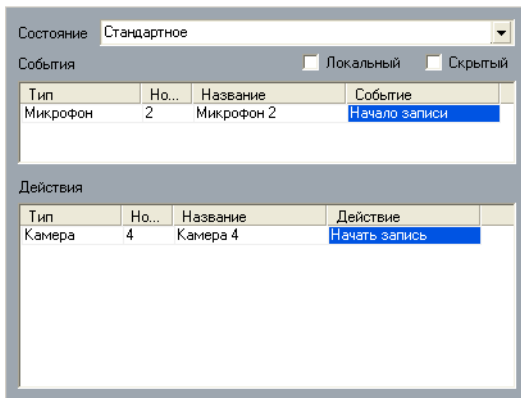 Состояние Стандартное
События Локальный Скрытый
Тип Но... Название Событие
Микрофон 2 Микрофон 2 Начало записи
Действия
Тип Но... Название Действие
Камера 4 Камера 4 Начать запись